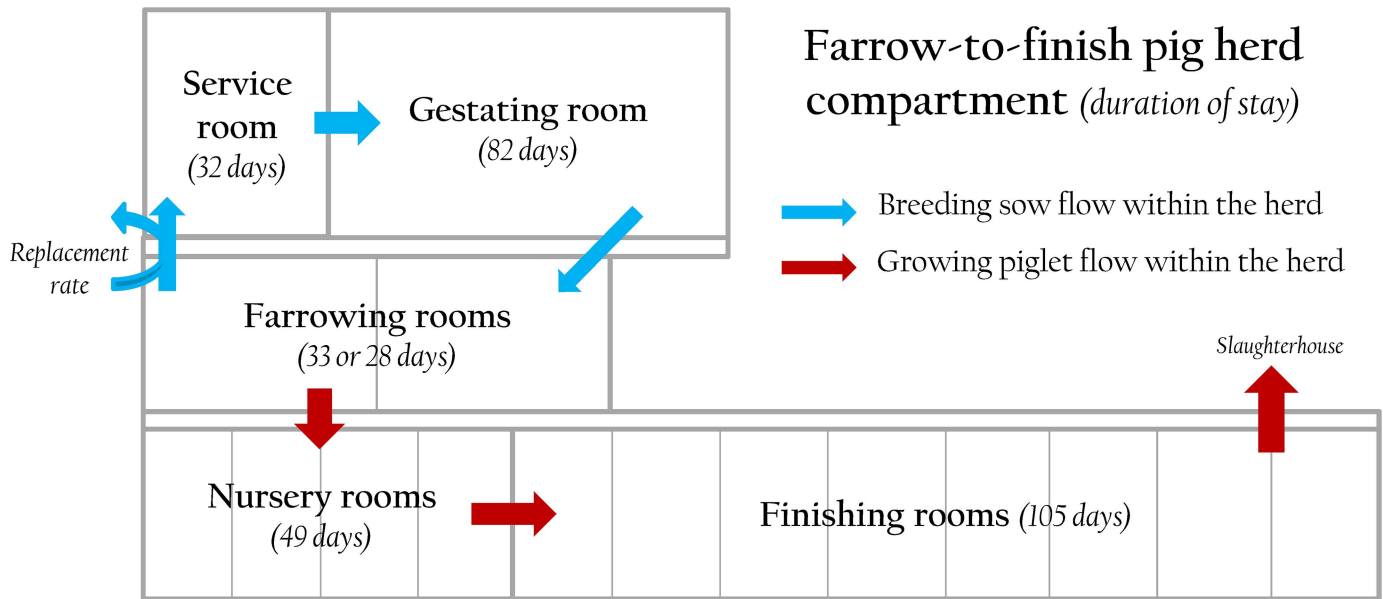 Farrow-to-finish pig herd
compartment (duration of stay)
Service
room
(32 days)
Gestating room
(82 days)
Breeding sow flow within the herd
Growing piglet flow within the herd
Replacement
rate
Farrowing rooms
(33 or 28 days)
Slaughterhouse
Nursery rooms
(49 days)
Finishing rooms (105 days)